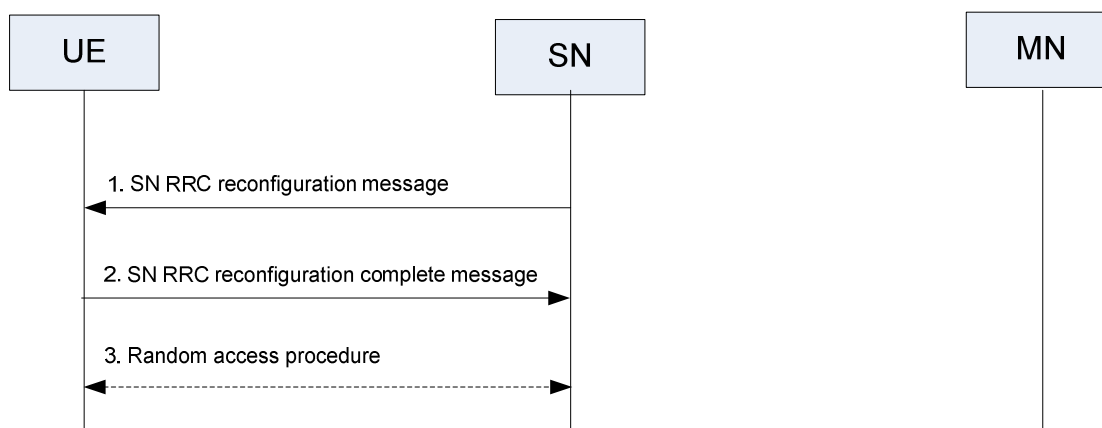 UE
SN
MN
1. SN RRC reconfiguration message
2. SN RRC reconfiguration complete message
3. Random access procedure